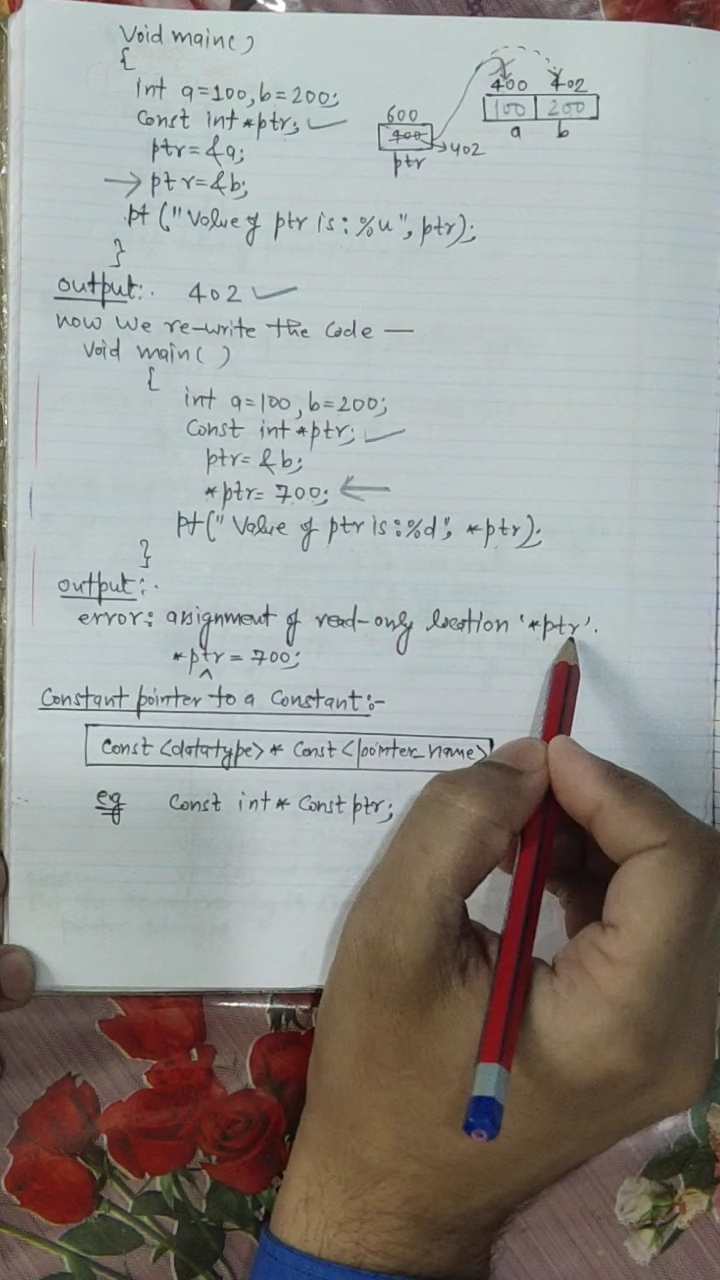 Void main()
{
int a=100, b=200;
Const int *ptr;
ptr=&a;
→ ptr=&b;
pt ("Value of ptr is: %u", ptr);
}
600
400
→402
ptr
400 402
100 200
a b
output:. 402
now we re-write the code —
Void main( )
{
int a=100, b=200;
Const int *ptr;
ptr= &b;
*ptr= 700; ←
pt (" Value of ptr is: %d", *ptr);
}
output:.
error: assignment of read-only location '*ptr'.
*ptr = 700;
^
Constant pointer to a Constant:-
Const <datatype> * Const <pointer_name>
eg Const int * Const ptr;